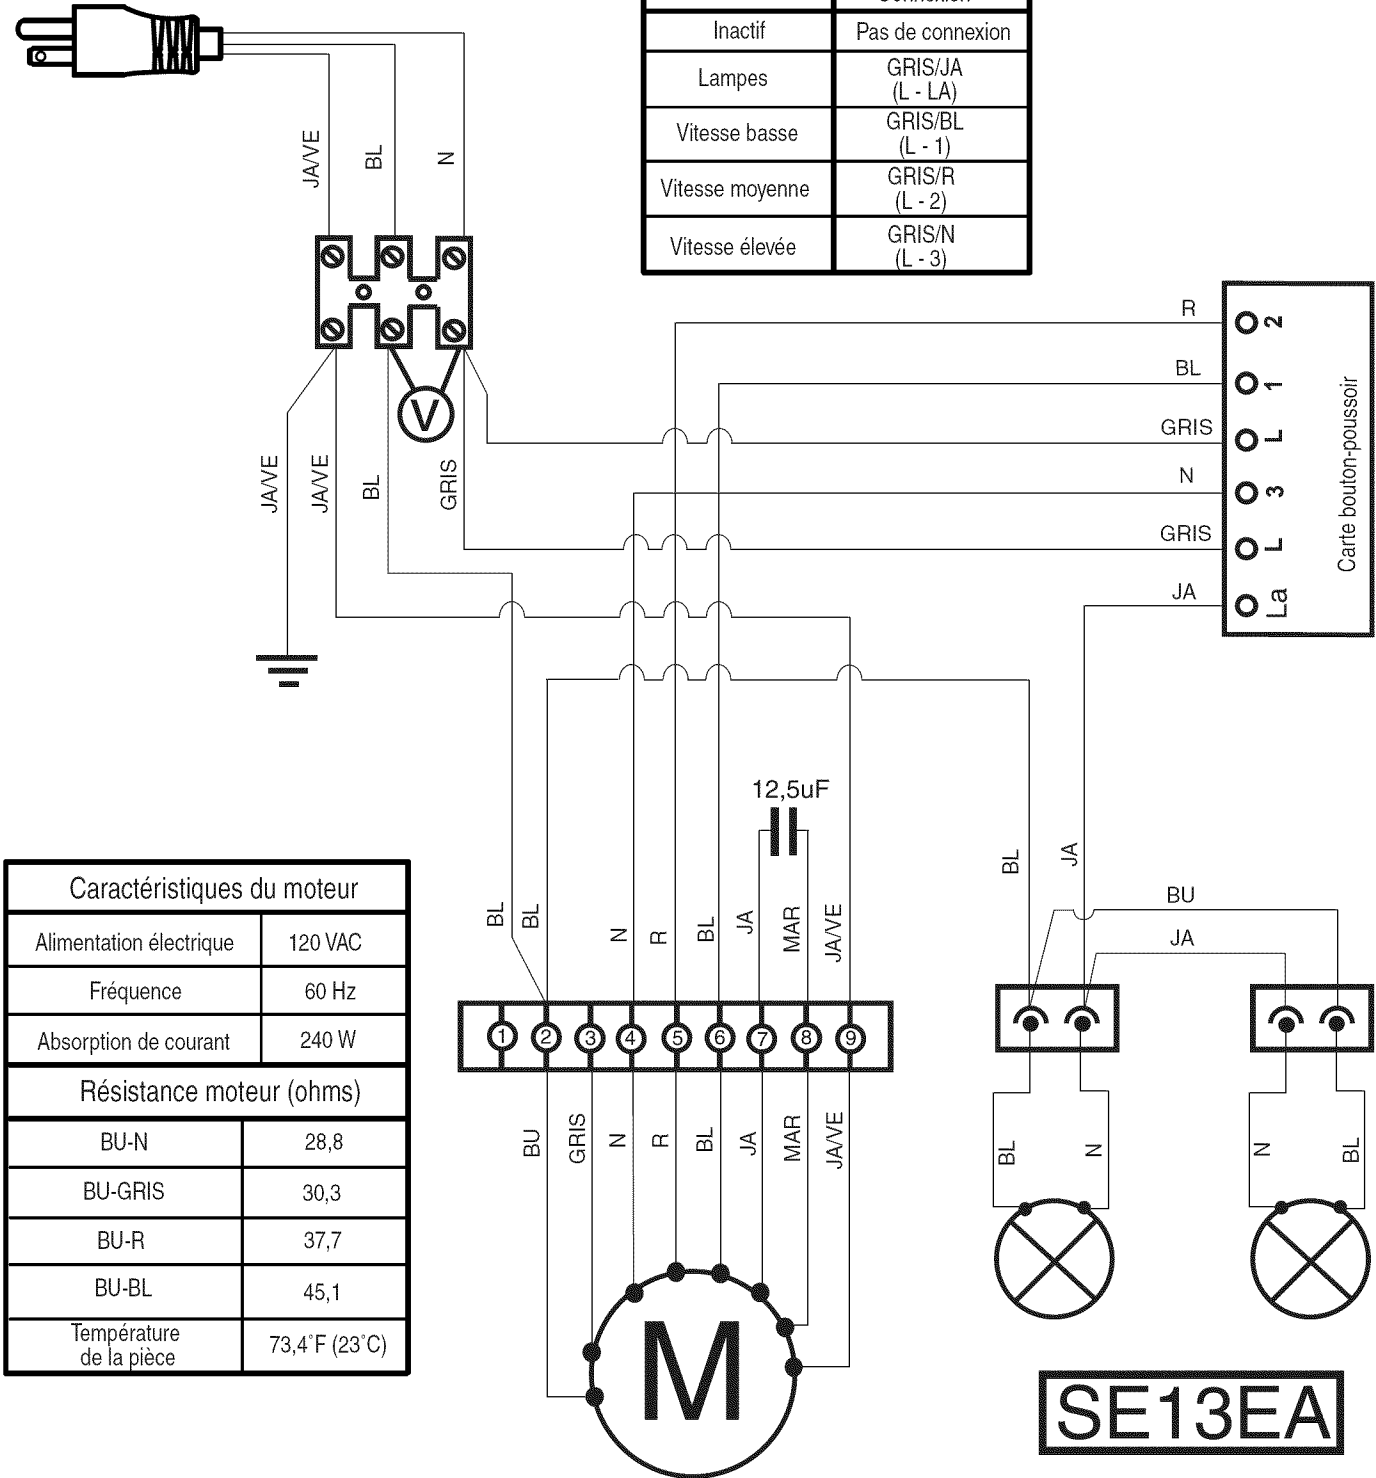 Connexion
Inactif
Pas de connexion
Lampes
GRIS/JA
(L - LA)
Vitesse basse
GRIS/BL
(L - 1)
Vitesse moyenne
GRIS/R
(L - 2)
Vitesse élevée
GRIS/N
(L - 3)
JA/VE
BL
N
V
JA/VE
JA/VE
BL
GRIS
R
2
BL
1
GRIS
L
N
3
GRIS
L
JA
La
Carte bouton-poussoir
12,5uF
BL
BL
N
R
BL
JA
MAR
JA/VE
BL
JA
BU
JA
1
2
3
4
5
6
7
8
9
BU
GRIS
N
R
BL
JA
MAR
JA/VE
BL
N
N
BL
M
Caractéristiques du moteur
Alimentation électrique
120 VAC
Fréquence
60 Hz
Absorption de courant
240 W
Résistance moteur (ohms)
BU-N
28,8
BU-GRIS
30,3
BU-R
37,7
BU-BL
45,1
Température
de la pièce
73,4˚F (23˚C)
SE13EA